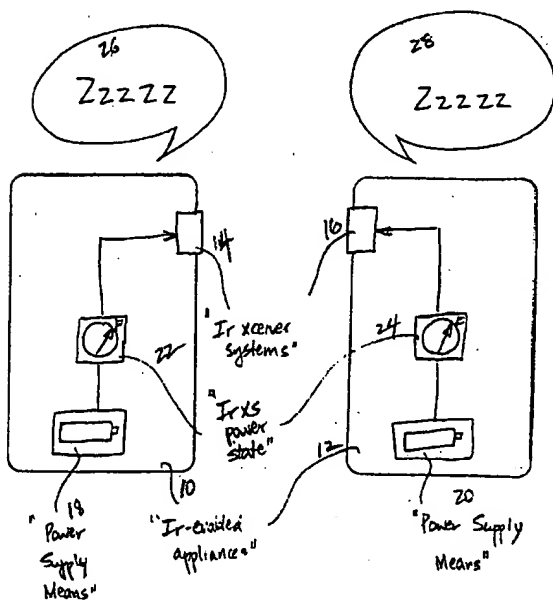 26
Zzzzz
28
Zzzzz
14
16
"Ir xcever
systems"
22
24
"Irxs
power
state"
F
F
18
10
12
20
"Power
Supply
Means"
"Ir-enabled
appliances"
"Power Supply
Means"